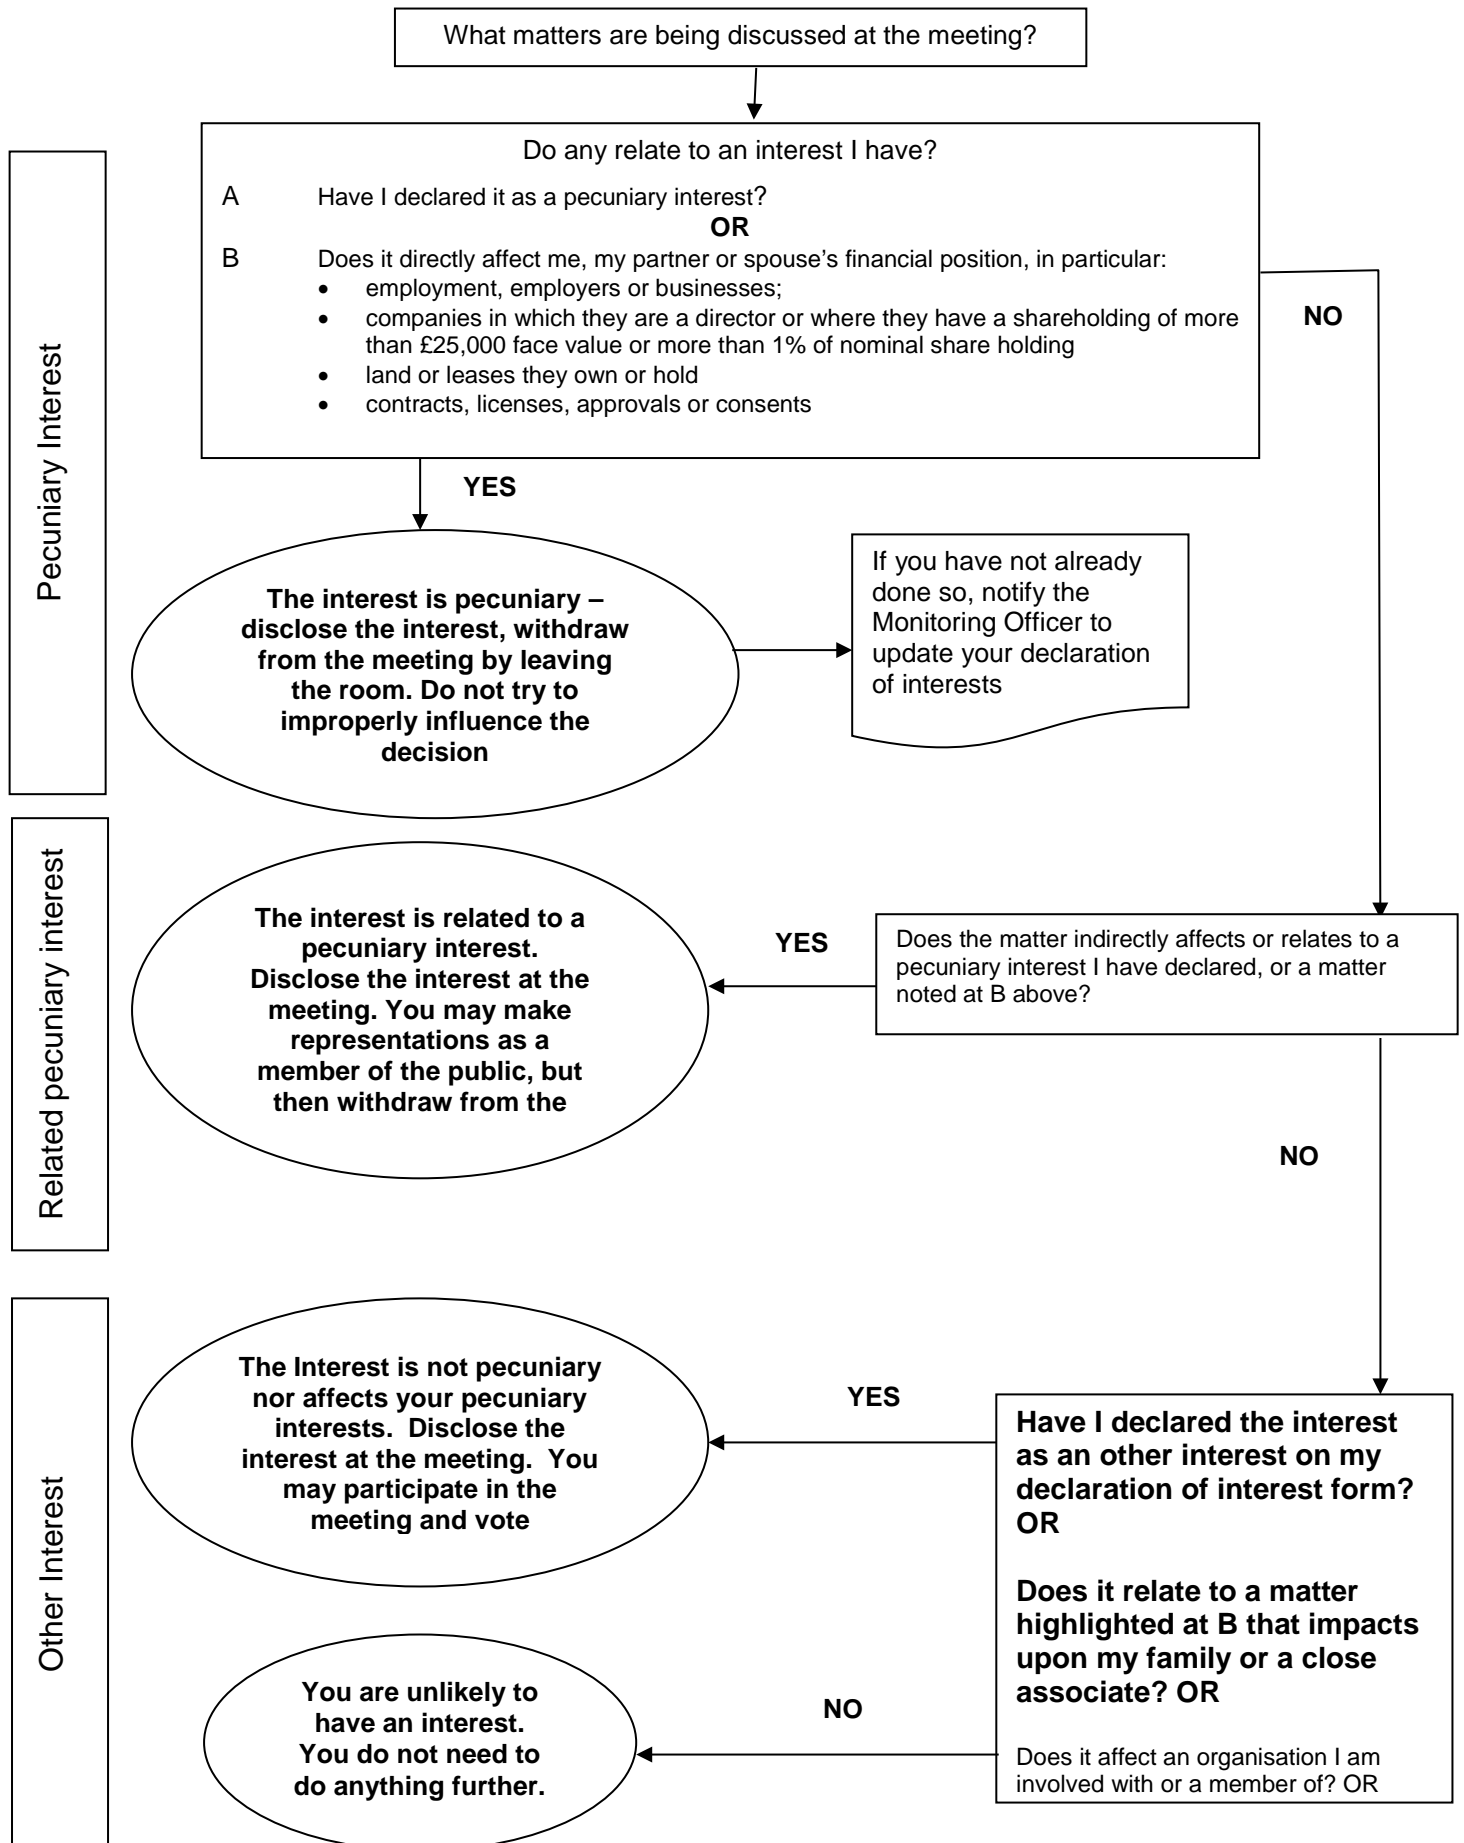 What matters are being discussed at the meeting?
Pecuniary Interest
Do any relate to an interest I have?
A Have I declared it as a pecuniary interest?
OR
B Does it directly affect me, my partner or spouse's financial position, in particular:
• employment, employers or businesses;
• companies in which they are a director or where they have a shareholding of more
than £25,000 face value or more than 1% of nominal share holding
• land or leases they own or hold
• contracts, licenses, approvals or consents
NO
YES
The interest is pecuniary –
disclose the interest, withdraw
from the meeting by leaving
the room. Do not try to
improperly influence the
decision
If you have not already
done so, notify the
Monitoring Officer to
update your declaration
of interests
Related pecuniary interest
The interest is related to a
pecuniary interest.
Disclose the interest at the
meeting. You may make
representations as a
member of the public, but
then withdraw from the
YES
Does the matter indirectly affects or relates to a
pecuniary interest I have declared, or a matter
noted at B above?
NO
Other Interest
The Interest is not pecuniary
nor affects your pecuniary
interests. Disclose the
interest at the meeting. You
may participate in the
meeting and vote
YES
Have I declared the interest
as an other interest on my
declaration of interest form?
OR
Does it relate to a matter
highlighted at B that impacts
upon my family or a close
associate? OR
Does it affect an organisation I am
involved with or a member of? OR
NO
You are unlikely to
have an interest.
You do not need to
do anything further.